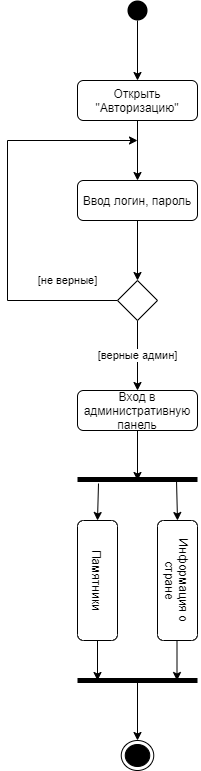 Открыть
"Авторизацию"
Ввод логин, пароль
[не верные]
[верные админ]
Вход в
административную
панель
Памятники
Информация о
стране